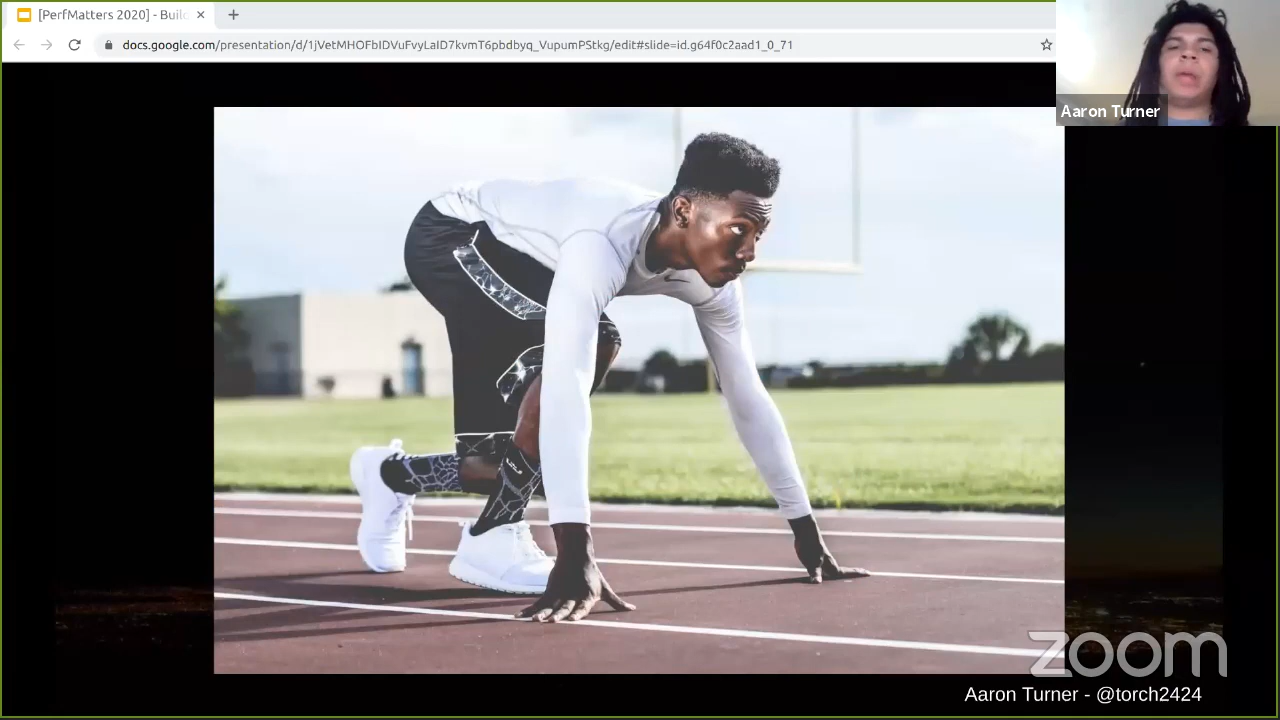 [PerfMatters 2020] - Buil
docs.google.com/presentation/d/1jVetMHOFbIDVuFvyLaID7kvmT6pbdbyq_VupumPStkg/edit#slide=id.g64f0c2aad1_0_71
Aaron Turner
zoom
Aaron Turner - @torch2424